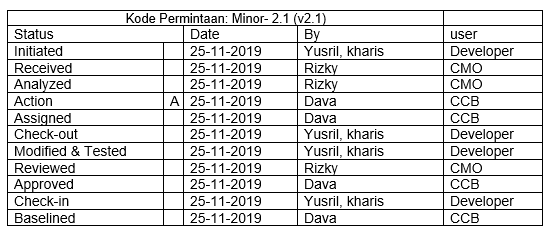 Kode Permintaan: Minor- 2.1 (v2.1)
Status Date By user
Initiated 25-11-2019 Yusril, kharis Developer
Received 25-11-2019 Rizky CMO
Analyzed 25-11-2019 Rizky CMO
Action A 25-11-2019 Dava CCB
Assigned 25-11-2019 Dava CCB
Check-out 25-11-2019 Yusril, kharis Developer
Modified & Tested 25-11-2019 Yusril, kharis Developer
Reviewed 25-11-2019 Rizky CMO
Approved 25-11-2019 Dava CCB
Check-in 25-11-2019 Yusril, kharis Developer
Baselined 25-11-2019 Dava CCB